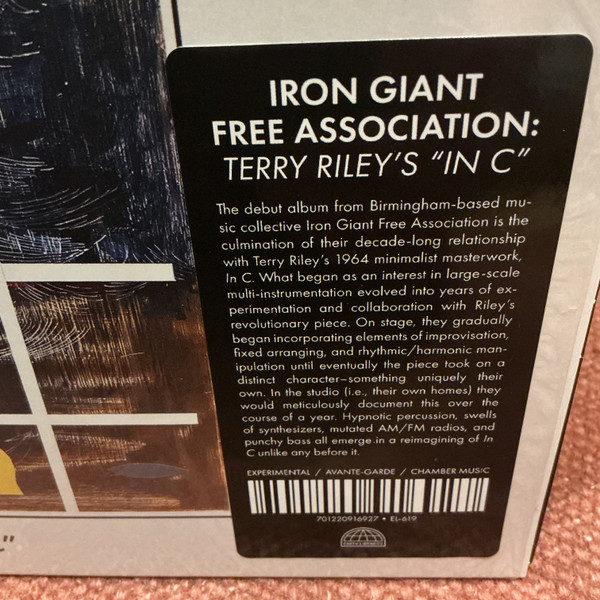 IRON GIANT
FREE ASSOCIATION:
TERRY RILEY'S "IN C"
The debut album from Birmingham-based mu-
sic collective Iron Giant Free Association is the
culmination of their decade-long relationship
with Terry Riley's 1964 minimalist masterwork,
In C. What began as an interest in large-scale
multi-instrumentation evolved into years of ex-
perimentation and collaboration with Riley's
revolutionary piece. On stage, they gradually
began incorporating elements of improvisation,
fixed arranging, and rhythmic/harmonic man-
ipulation until eventually the piece took on a
distinct character—something uniquely their
own. In the studio (i.e., their own homes) they
would meticulously document this over the
course of a year. Hypnotic percussion, swells
of synthesizers, mutated AM/FM radios, and
punchy bass all emerge in a reimagining of In
C unlike any before it.
EXPERIMENTAL / AVANTE-GARDE / CHAMBER MUSIC
701220916927 • EL-619